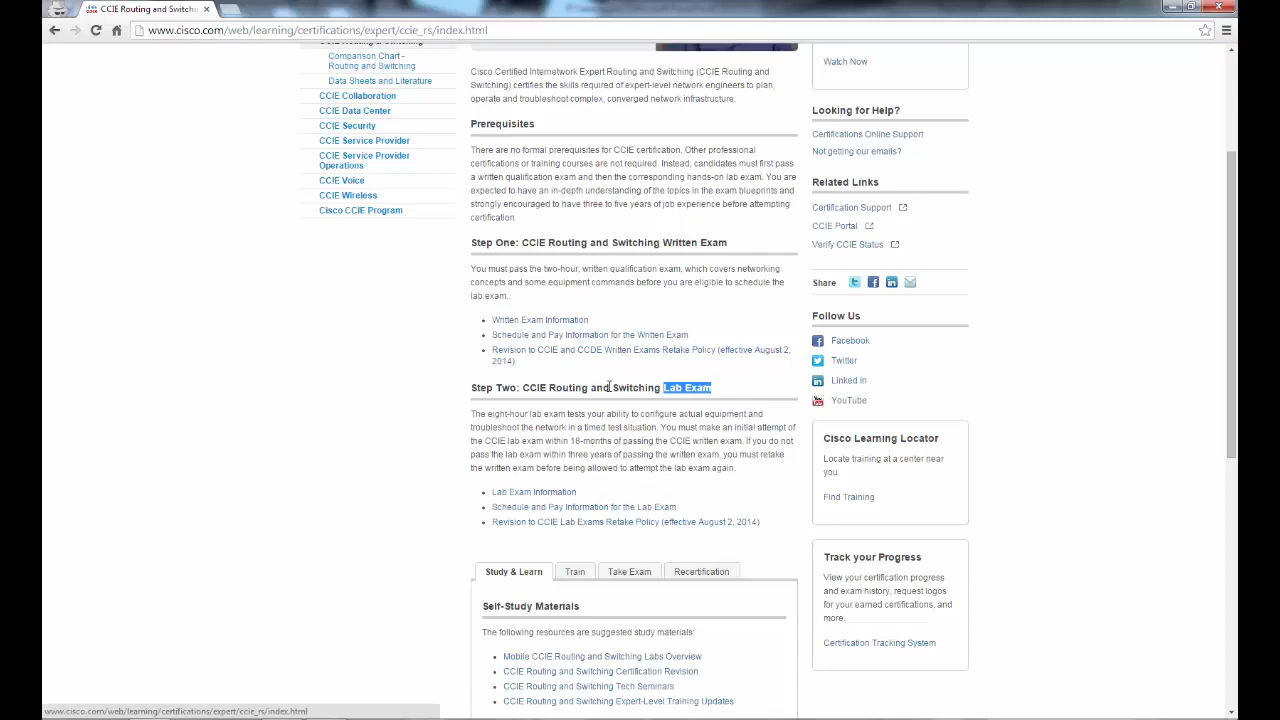 CCIE Routing and Switchin
www.cisco.com/web/learning/certifications/expert/ccie_rs/index.html
CCIE Routing & Switching
Comparison Chart -
Routing and Switching
Data Sheets and Literature
CCIE Collaboration
CCIE Data Center
CCIE Security
CCIE Service Provider
CCIE Service Provider
Operations
CCIE Voice
CCIE Wireless
Cisco CCIE Program
Cisco Certified Internetwork Expert Routing and Switching (CCIE Routing and
Switching) certifies the skills required of expert-level network engineers to plan,
operate and troubleshoot complex, converged network infrastructure.
Prerequisites
There are no formal prerequisites for CCIE certification. Other professional
certifications or training courses are not required. Instead, candidates must first pass
a written qualification exam and then the corresponding hands-on lab exam. You are
expected to have an in-depth understanding of the topics in the exam blueprints and
strongly encouraged to have three to five years of job experience before attempting
certification.
Step One: CCIE Routing and Switching Written Exam
You must pass the two-hour, written qualification exam, which covers networking
concepts and some equipment commands before you are eligible to schedule the
lab exam.
Written Exam Information
Schedule and Pay Information for the Written Exam
Revision to CCIE and CCDE Written Exams Retake Policy (effective August 2,
2014)
Step Two: CCIE Routing and Switching Lab Exam
The eight-hour lab exam tests your ability to configure actual equipment and
troubleshoot the network in a timed test situation. You must make an initial attempt
of the CCIE lab exam within 18-months of passing the CCIE written exam. If you do not
pass the lab exam within three years of passing the written exam, you must retake
the written exam before being allowed to attempt the lab exam again.
Lab Exam Information
Schedule and Pay Information for the Lab Exam
Revision to CCIE Lab Exams Retake Policy (effective August 2, 2014)
Study & Learn
Train
Take Exam
Recertification
Self-Study Materials
The following resources are suggested study materials:
Mobile CCIE Routing and Switching Labs Overview
CCIE Routing and Switching Certification Revision
CCIE Routing and Switching Tech Seminars
CCIE Routing and Switching Expert-Level Training Updates
Watch Now
Looking for Help?
Certifications Online Support
Not getting our emails?
Related Links
Certification Support
CCIE Portal
Verify CCIE Status
Share
Follow Us
Facebook
Twitter
Linked In
YouTube
Cisco Learning Locator
Locate training at a center near
you.
Find Training
Track your Progress
View your certification progress
and exam history, request logos
for your earned certifications, and
more.
Certification Tracking System
www.cisco.com/web/learning/certifications/expert/ccie_rs/index.html